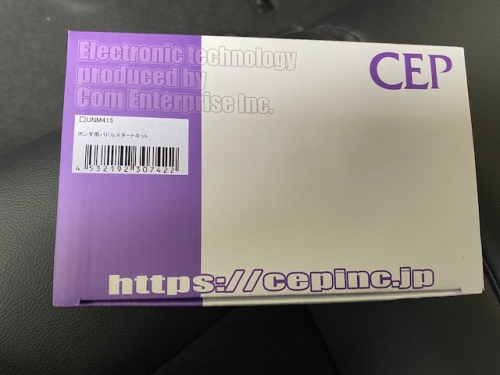 Electronic technology
produced by
Com Enterprise Inc.
CEP
□UNM415
ホンダ用パドルスタートキット
4 532192 307422
https://cepinc.jp